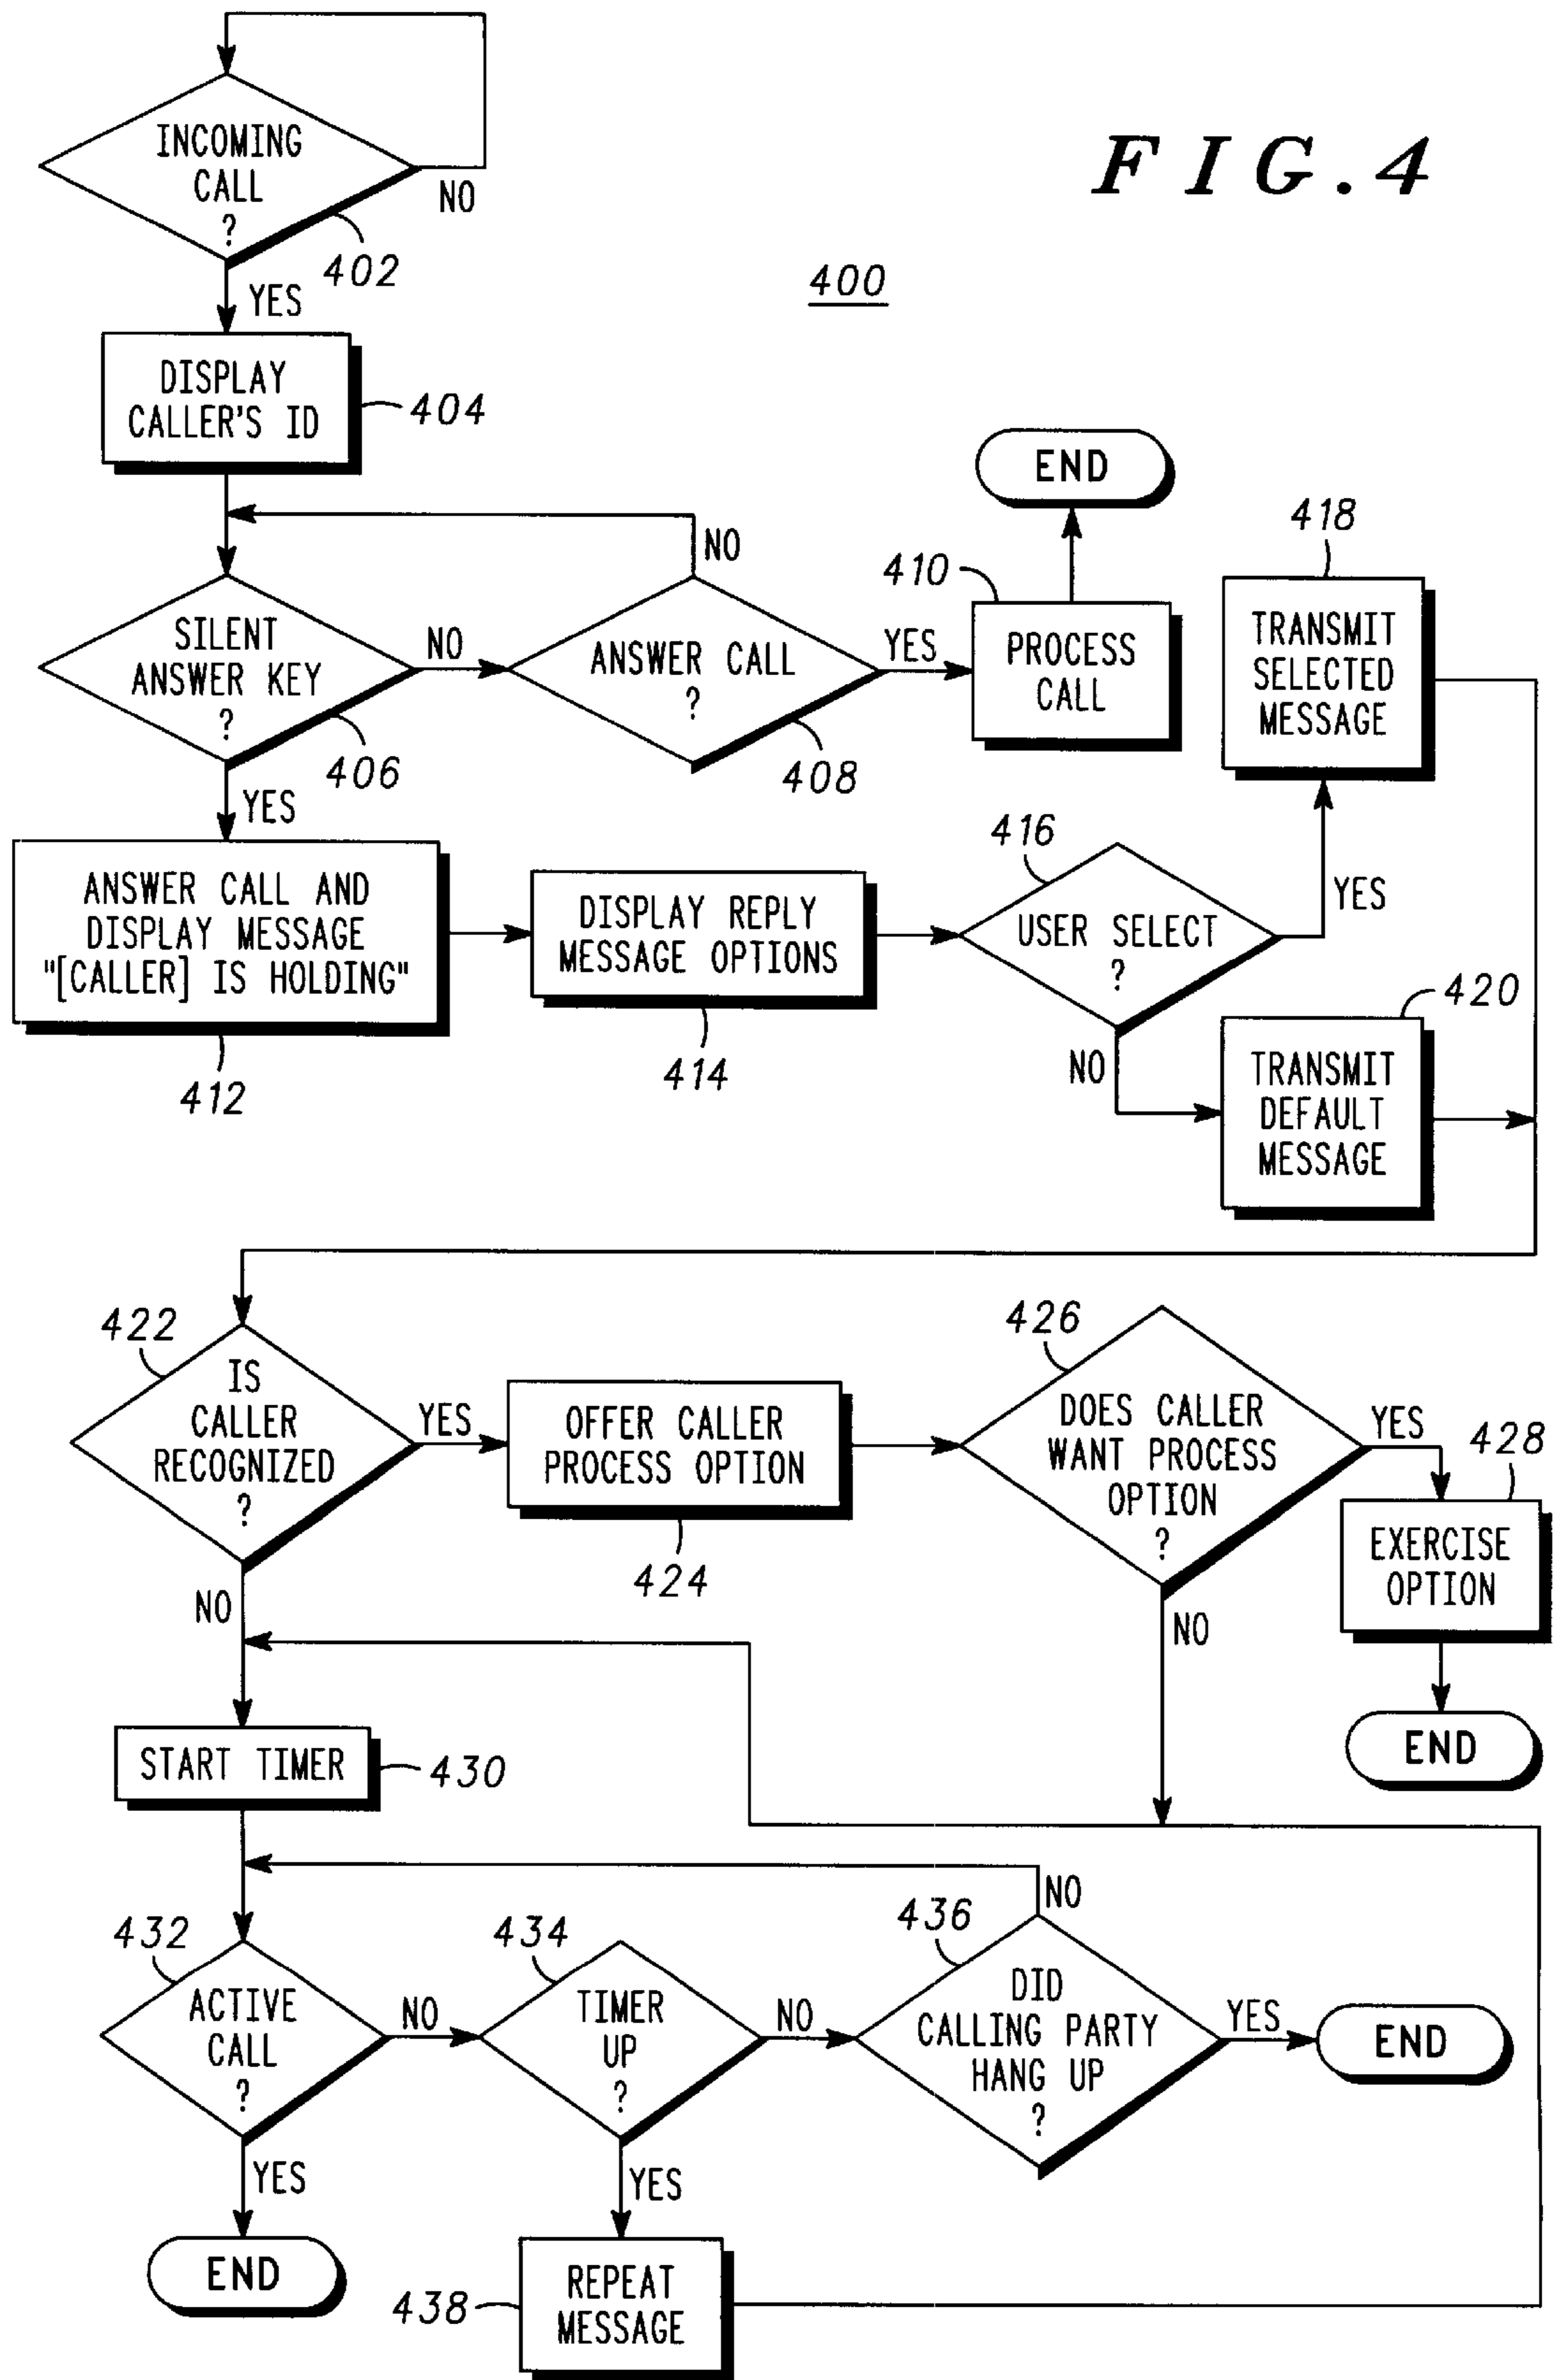 FIG.4
400
INCOMING
CALL
?
NO
402
YES
DISPLAY
CALLER'S ID
404
END
NO
410
418
SILENT
ANSWER KEY
?
NO
ANSWER CALL
?
YES
PROCESS
CALL
TRANSMIT
SELECTED
MESSAGE
406
408
YES
416
YES
ANSWER CALL AND
DISPLAY MESSAGE
"[CALLER] IS HOLDING"
DISPLAY REPLY
MESSAGE OPTIONS
USER SELECT
?
412
414
NO
420
TRANSMIT
DEFAULT
MESSAGE
422
IS
CALLER
RECOGNIZED
?
YES
OFFER CALLER
PROCESS OPTION
424
426
DOES CALLER
WANT PROCESS
OPTION
?
YES
428
EXERCISE
OPTION
NO
NO
END
START TIMER
430
NO
432
434
436
ACTIVE
CALL
?
NO
TIMER
UP
?
NO
DID
CALLING PARTY
HANG UP
?
YES
END
YES
YES
END
REPEAT
MESSAGE
438